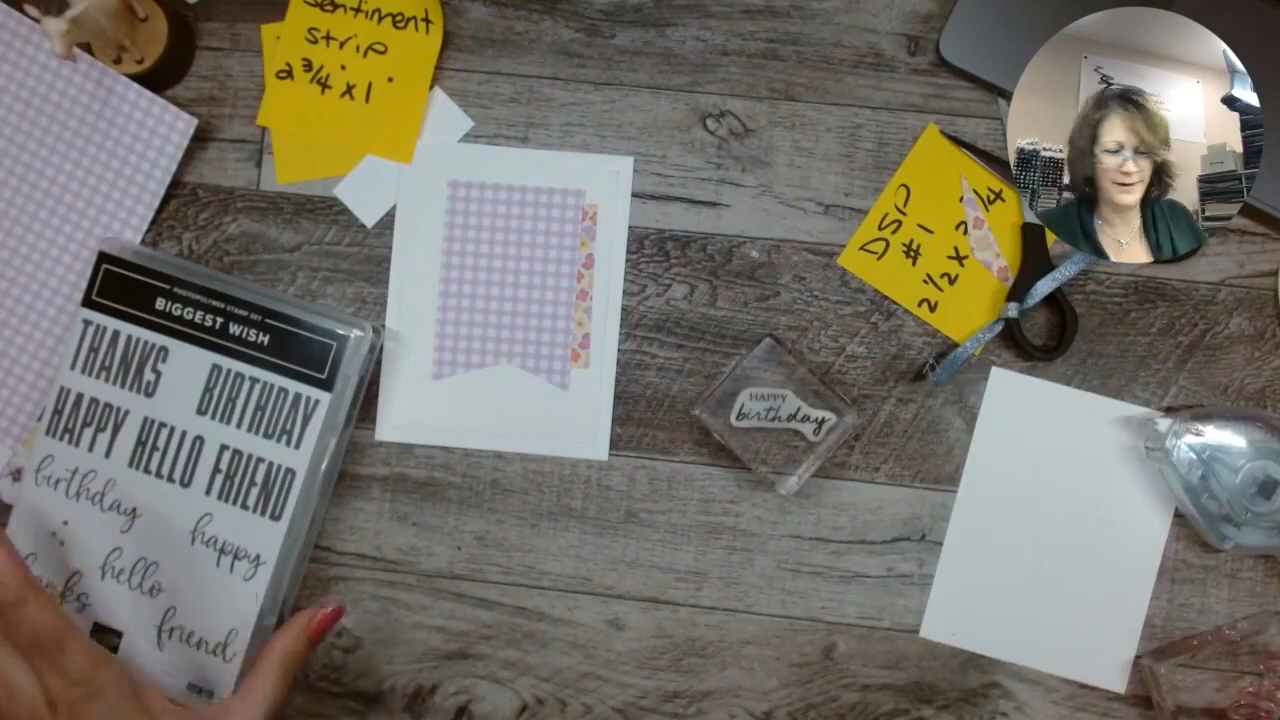 sentiment
strip
2 3/4 x 1
DSP
#1
2 1/2 x 3 1/4
PHOTOPOLYMER STAMP SET
BIGGEST WISH
THANKS BIRTHDAY
HAPPY HELLO FRIEND
birthday happy
hello
friend
HAPPY
birthday